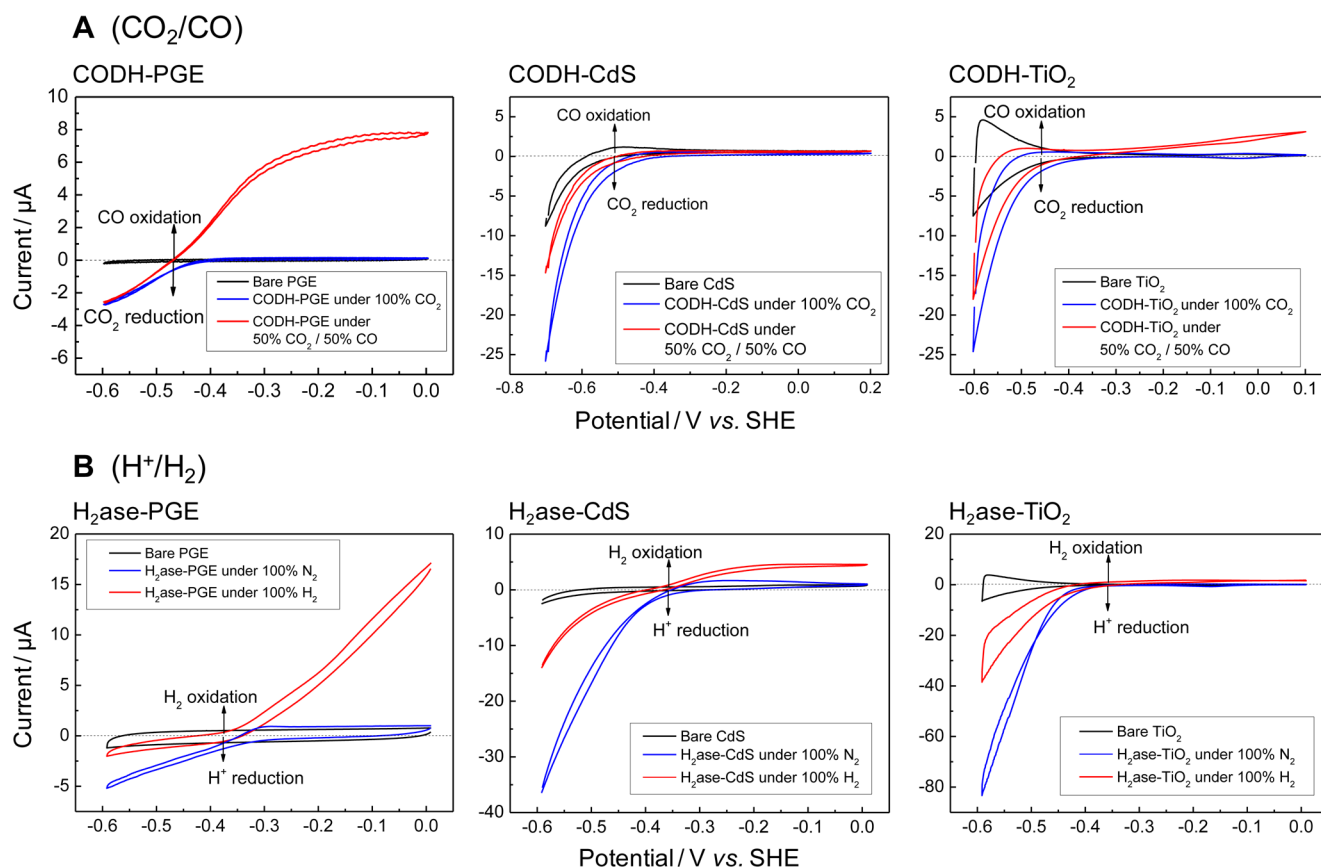 A (CO₂/CO)
CODH-PGE
10
8
6
4
2
0
-2
-4
-6
Current / μA
CO oxidation
CO₂ reduction
Bare PGE
CODH-PGE under 100% CO₂
CODH-PGE under
50% CO₂ / 50% CO
-0.6 -0.5 -0.4 -0.3 -0.2 -0.1 0.0
CODH-CdS
5
0
-5
-10
-15
-20
-25
CO oxidation
CO₂ reduction
Bare CdS
CODH-CdS under 100% CO₂
CODH-CdS under
50% CO₂ / 50% CO
-0.8 -0.6 -0.4 -0.2 0.0 0.2
CODH-TiO₂
5
0
-5
-10
-15
-20
-25
CO oxidation
CO₂ reduction
Bare TiO₂
CODH-TiO₂ under 100% CO₂
CODH-TiO₂ under
50% CO₂ / 50% CO
-0.6 -0.5 -0.4 -0.3 -0.2 -0.1 0.0 0.1
Potential / V vs. SHE
B (H⁺/H₂)
H₂ase-PGE
20
15
10
5
0
-5
Current / μA
Bare PGE
H₂ase-PGE under 100% N₂
H₂ase-PGE under 100% H₂
H₂ oxidation
H⁺ reduction
-0.6 -0.5 -0.4 -0.3 -0.2 -0.1 0.0
H₂ase-CdS
10
0
-10
-20
-30
-40
H₂ oxidation
H⁺ reduction
Bare CdS
H₂ase-CdS under 100% N₂
H₂ase-CdS under 100% H₂
-0.6 -0.5 -0.4 -0.3 -0.2 -0.1 0.0
H₂ase-TiO₂
20
0
-20
-40
-60
-80
H₂ oxidation
H⁺ reduction
Bare TiO₂
H₂ase-TiO₂ under 100% N₂
H₂ase-TiO₂ under 100% H₂
-0.6 -0.5 -0.4 -0.3 -0.2 -0.1 0.0
Potential / V vs. SHE